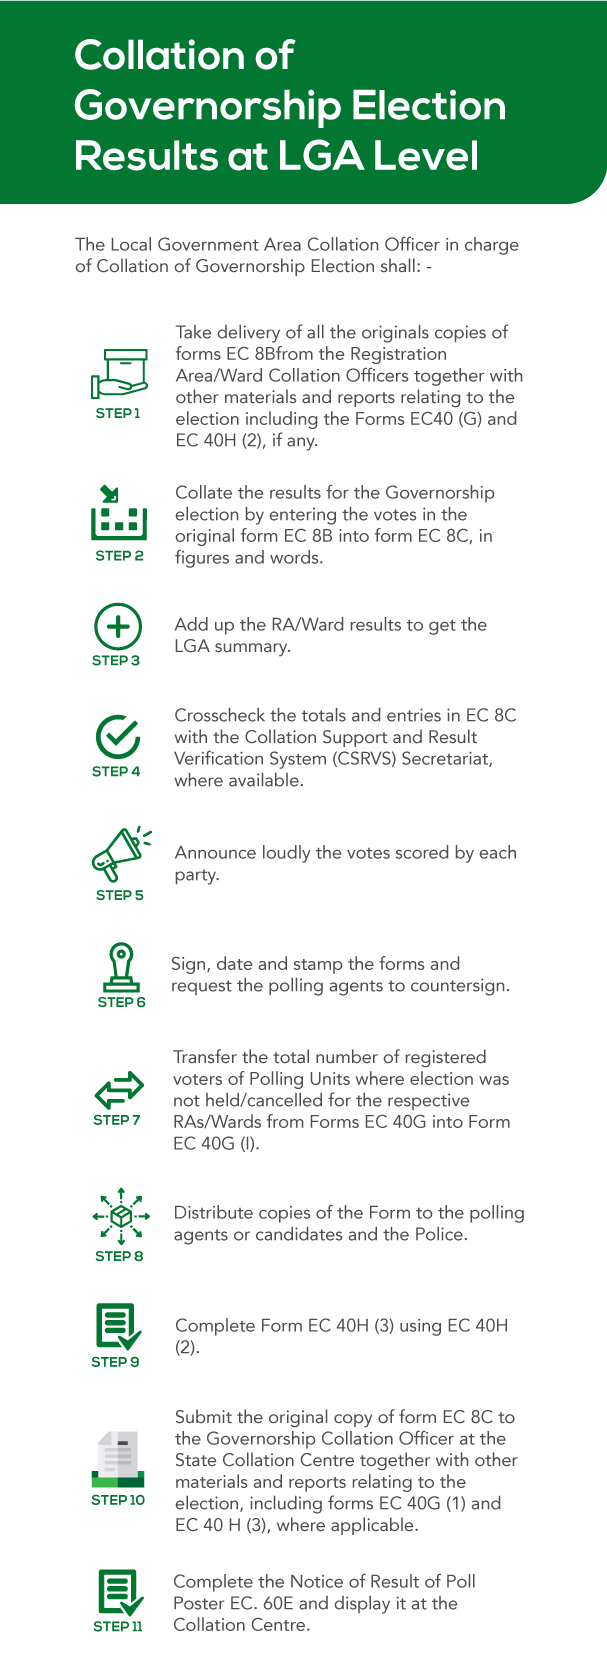 Collation of
Governorship Election
Results at LGA Level
The Local Government Area Collation Officer in charge
of Collation of Governorship Election shall: -
Take delivery of all the originals copies of
forms EC 8Bfrom the Registration
Area/Ward Collation Officers together with
other materials and reports relating to the
election including the Forms EC40 (G) and
EC 40H (2), if any.
STEP 1
Collate the results for the Governorship
election by entering the votes in the
original form EC 8B into form EC 8C, in
figures and words.
STEP 2
Add up the RA/Ward results to get the
LGA summary.
STEP 3
Crosscheck the totals and entries in EC 8C
with the Collation Support and Result
Verification System (CSRVS) Secretariat,
where available.
STEP 4
Announce loudly the votes scored by each
party.
STEP 5
Sign, date and stamp the forms and
request the polling agents to countersign.
STEP 6
Transfer the total number of registered
voters of Polling Units where election was
not held/cancelled for the respective
RAs/Wards from Forms EC 40G into Form
EC 40G (I).
STEP 7
Distribute copies of the Form to the polling
agents or candidates and the Police.
STEP 8
Complete Form EC 40H (3) using EC 40H
(2).
STEP 9
Submit the original copy of form EC 8C to
the Governorship Collation Officer at the
State Collation Centre together with other
materials and reports relating to the
election, including forms EC 40G (1) and
EC 40 H (3), where applicable.
STEP 10
Complete the Notice of Result of Poll
Poster EC. 60E and display it at the
Collation Centre.
STEP 11